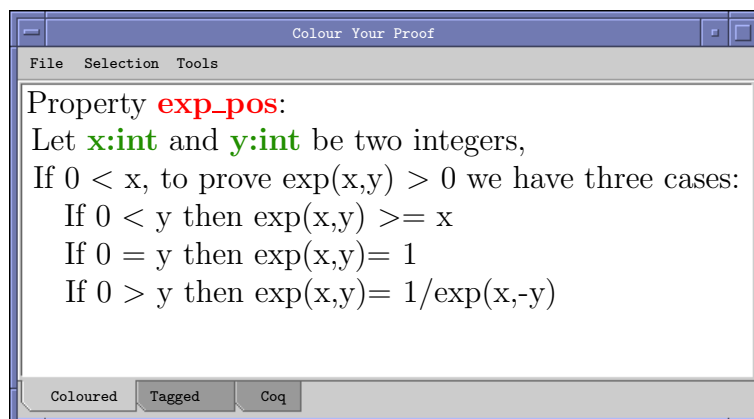 Colour Your Proof
File Selection Tools
Property exp_pos:
Let x:int and y:int be two integers,
If 0 < x, to prove exp(x,y) > 0 we have three cases:
If 0 < y then exp(x,y) >= x
If 0 = y then exp(x,y)= 1
If 0 > y then exp(x,y)= 1/exp(x,-y)
Coloured Tagged Coq